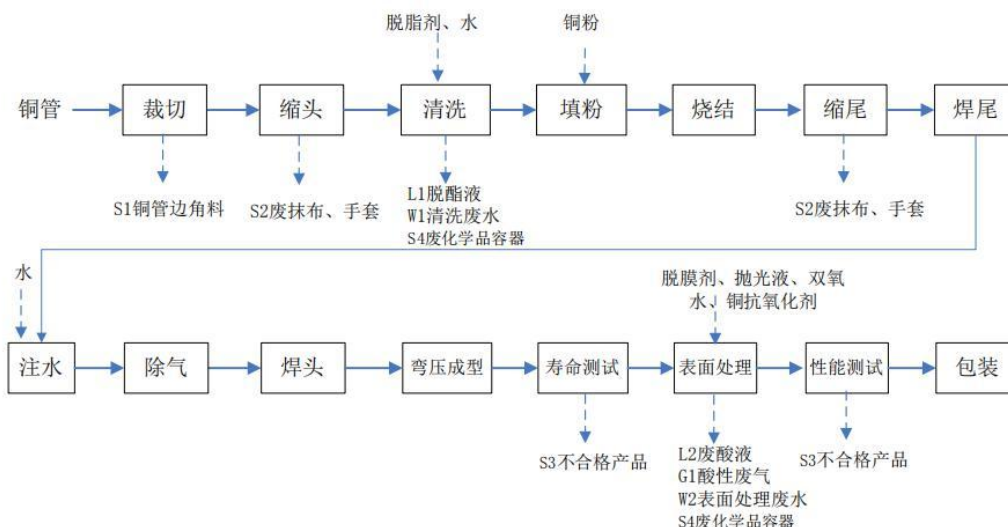 脱脂剂、水
铜粉
铜管
裁切
缩头
清洗
填粉
烧结
缩尾
焊尾
S1铜管边角料
S2废抹布、手套
L1脱酯液
W1清洗废水
S4废化学品容器
S2废抹布、手套
水
脱膜剂、抛光液、双氧
水、铜抗氧化剂
注水
除气
焊头
弯压成型
寿命测试
表面处理
性能测试
包装
S3不合格产品
L2废酸液
G1酸性废气
W2表面处理废水
S4废化学品容器
S3不合格产品